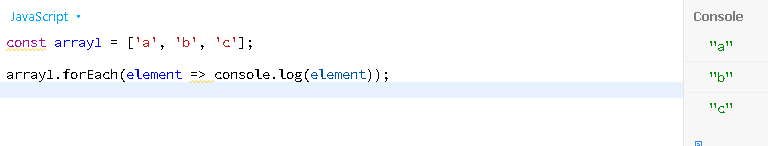 JavaScript
const array1 = ['a', 'b', 'c'];
array1.forEach(element => console.log(element));
Console
"a"
"b"
"c"